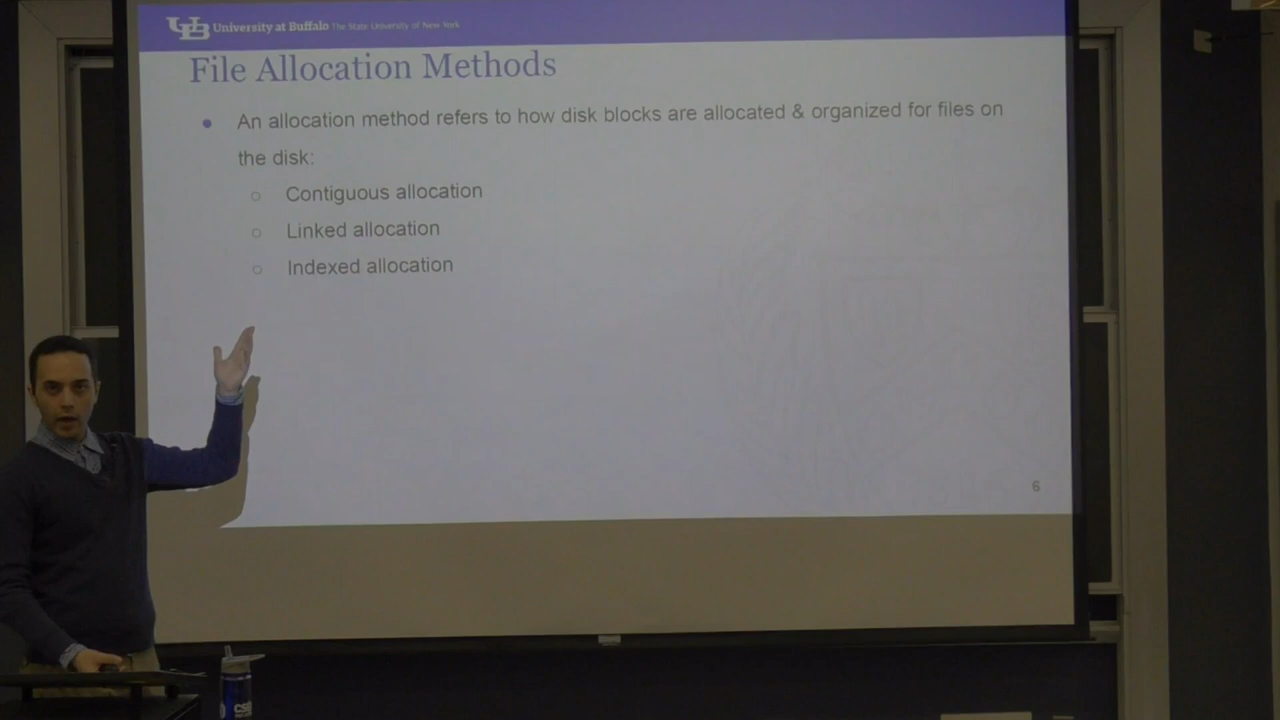 UB University at Buffalo The State University of New York
File Allocation Methods
An allocation method refers to how disk blocks are allocated & organized for files on
the disk:
Contiguous allocation
Linked allocation
Indexed allocation
6